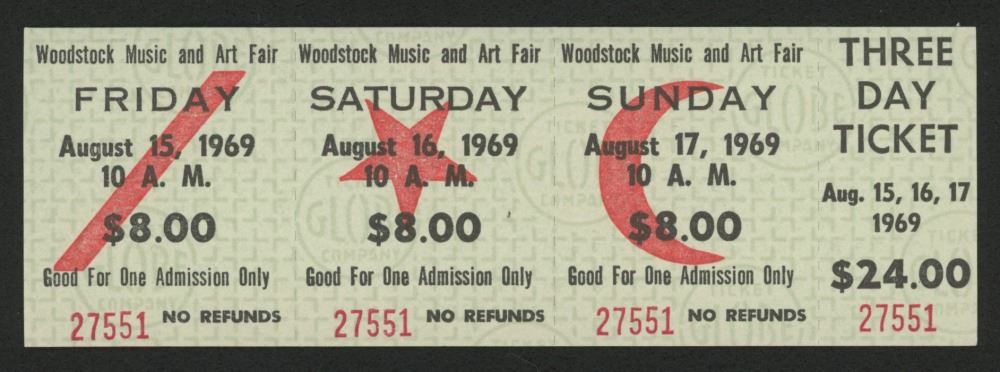 Woodstock Music and Art Fair
FRIDAY
August 15, 1969
10 A. M.
$8.00
Good For One Admission Only
27551 NO REFUNDS
Woodstock Music and Art Fair
SATURDAY
August 16, 1969
10 A. M.
$8.00
Good For One Admission Only
27551 NO REFUNDS
Woodstock Music and Art Fair
SUNDAY
August 17, 1969
10 A. M.
$8.00
Good For One Admission Only
27551 NO REFUNDS
THREE
DAY
TICKET
Aug. 15, 16, 17
1969
$24.00
27551
GLOBE
TICKET
COMPANY